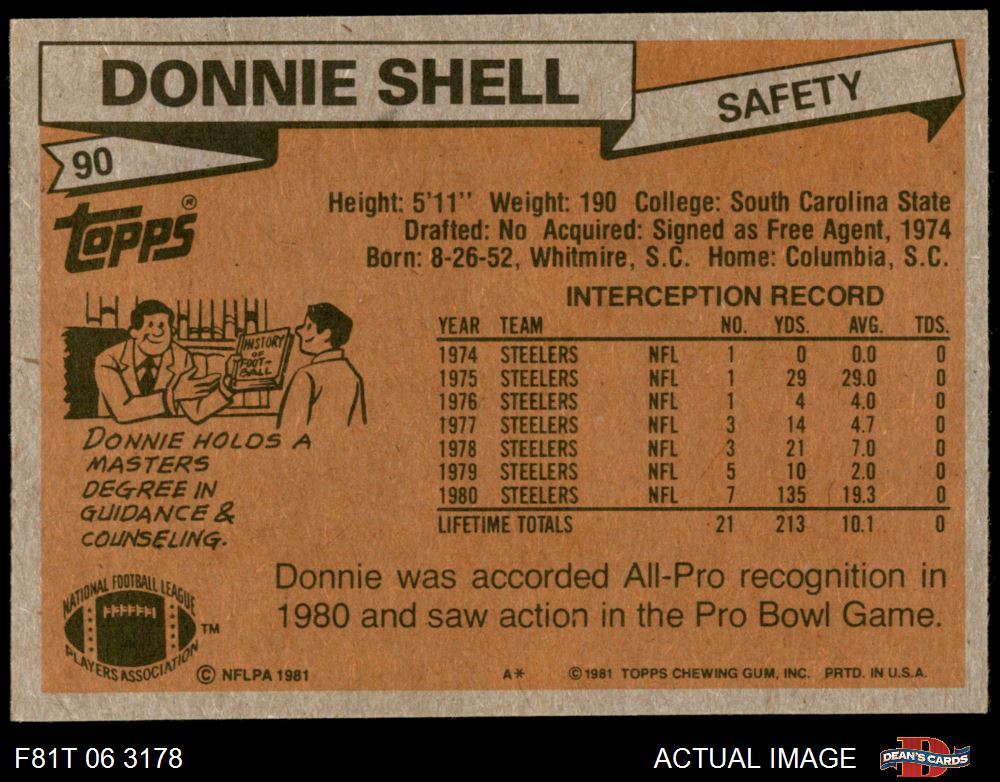 DONNIE SHELL
SAFETY
90
TOPPS®
Height: 5'11'' Weight: 190 College: South Carolina State
Drafted: No Acquired: Signed as Free Agent, 1974
Born: 8-26-52, Whitmire, S.C. Home: Columbia, S.C.
INTERCEPTION RECORD
YEAR TEAM NO. YDS. AVG. TDS.
1974 STEELERS NFL 1 0 0.0 0
1975 STEELERS NFL 1 29 29.0 0
1976 STEELERS NFL 1 4 4.0 0
1977 STEELERS NFL 3 14 4.7 0
1978 STEELERS NFL 3 21 7.0 0
1979 STEELERS NFL 5 10 2.0 0
1980 STEELERS NFL 7 135 19.3 0
LIFETIME TOTALS 21 213 10.1 0
HISTORY
OF
FOOT-
BALL
DONNIE HOLDS A
MASTERS
DEGREE IN
GUIDANCE &
COUNSELING.
Donnie was accorded All-Pro recognition in
1980 and saw action in the Pro Bowl Game.
NATIONAL FOOTBALL LEAGUE
PLAYERS ASSOCIATION
TM
© NFLPA 1981 A* © 1981 TOPPS CHEWING GUM, INC. PRTD. IN U.S.A.
F81T 06 3178 ACTUAL IMAGE
D
DEAN'S CARDS